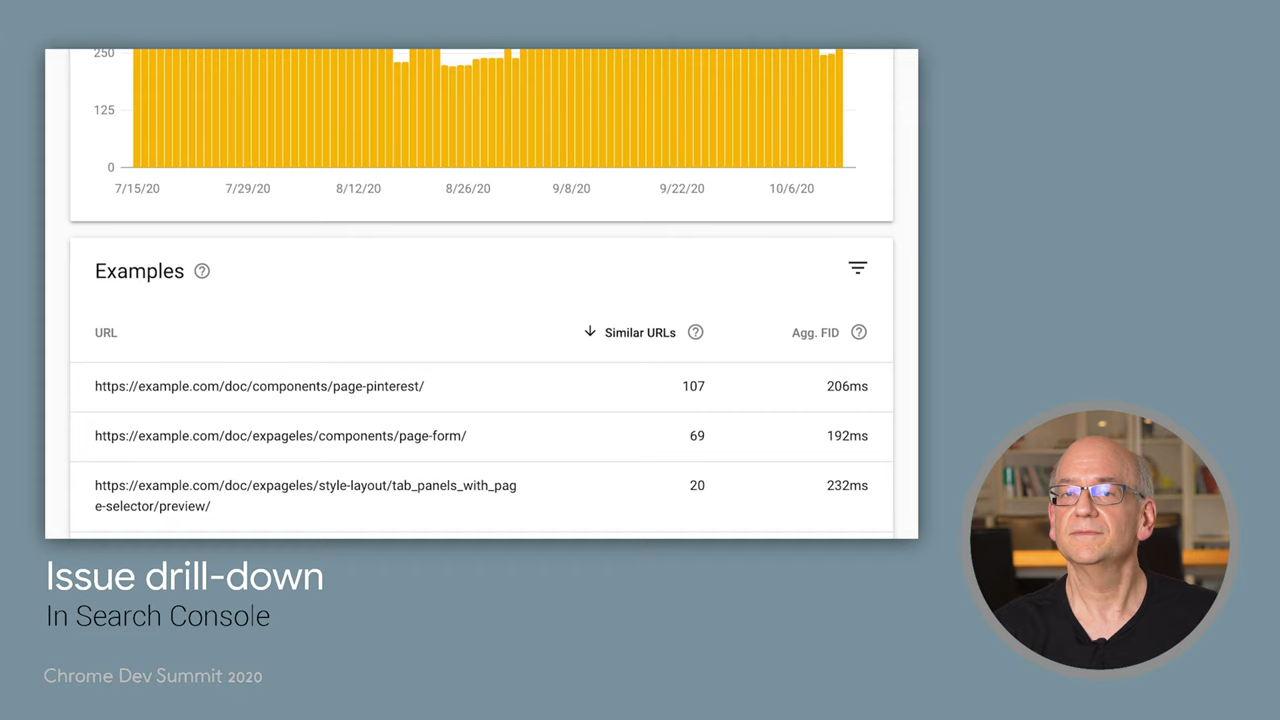 250
125
0
7/15/20 7/29/20 8/12/20 8/26/20 9/8/20 9/22/20 10/6/20
Examples
URL Similar URLs Agg. FID
https://example.com/doc/components/page-pinterest/ 107 206ms
https://example.com/doc/expageles/components/page-form/ 69 192ms
https://example.com/doc/expageles/style-layout/tab_panels_with_pag 20 232ms
e-selector/preview/
Issue drill-down
In Search Console
Chrome Dev Summit 2020